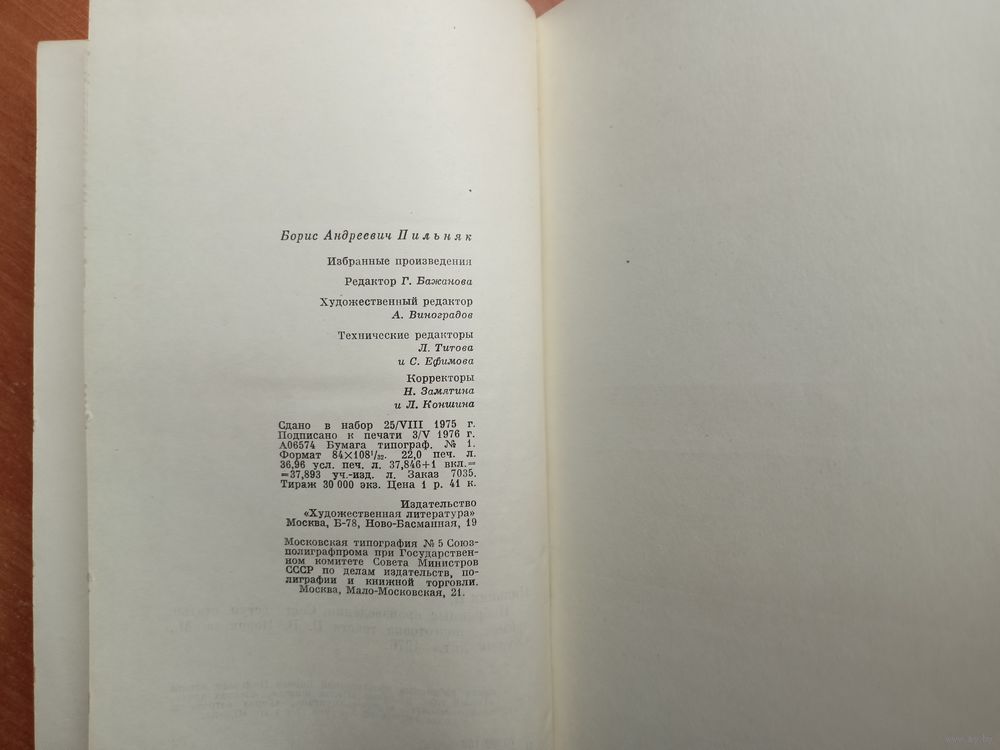 Борис Андреевич Пильняк
Избранные произведения
Редактор Г. Бажанова
Художественный редактор
А. Виноградов
Технические редакторы
Л. Титова
и С. Ефимова
Корректоры
Н. Замятина
и Л. Коншина
Сдано в набор 25/VIII 1975 г.
Подписано к печати 3/V 1976 г.
А06574 Бумага типограф. № 1.
Формат 84×108¹/₃₂. 22,0 печ. л.
36,96 усл. печ. л. 37,846+1 вкл.=
=37,893 уч.-изд. л. Заказ 7035.
Тираж 30 000 экз. Цена 1 р. 41 к.
Издательство
«Художественная литература»
Москва, Б-78, Ново-Басманная, 19
Московская типография № 5 Союз-
полиграфпрома при Государствен-
ном комитете Совета Министров
СССР по делам издательств, по-
лиграфии и книжной торговли.
Москва, Мало-Московская, 21.
www.ay.by